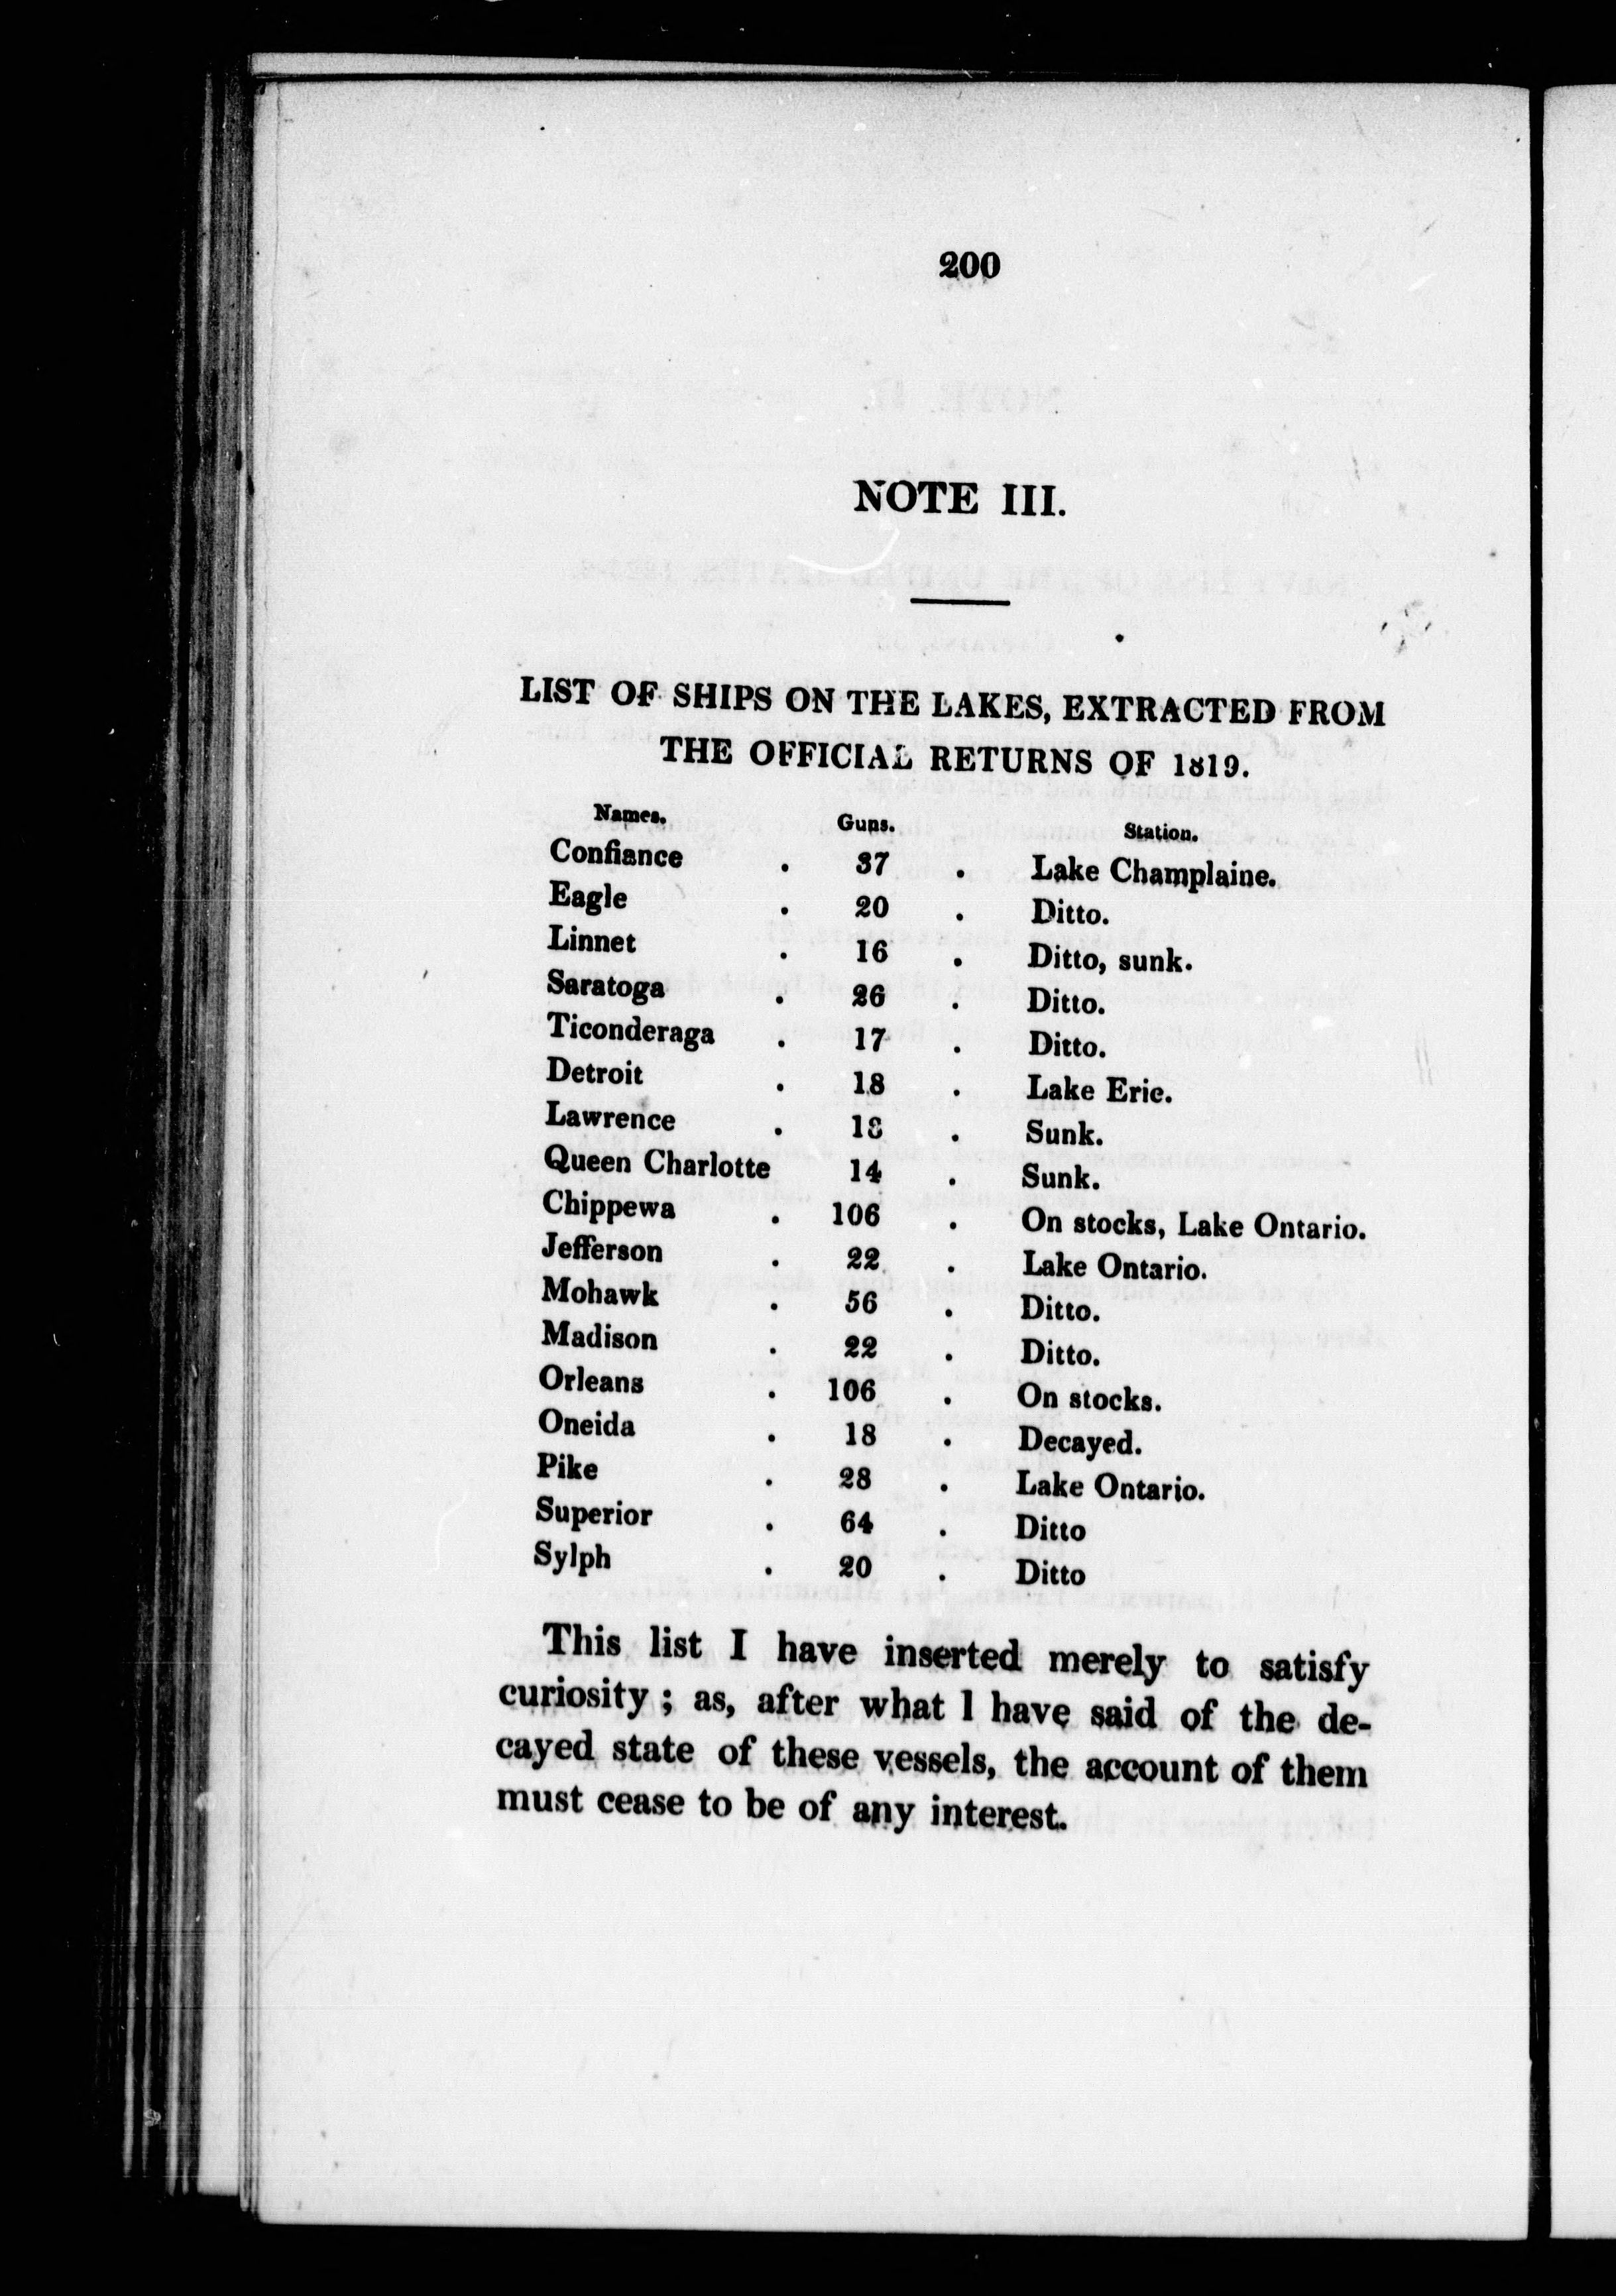 200
NOTE III.
LIST OF SHIPS ON THE LAKES, EXTRACTED FROM
THE OFFICIAL RETURNS OF 1819.
Names. Guns. Station.
Confiance . 37 . Lake Champlaine.
Eagle . 20 . Ditto.
Linnet . 16 . Ditto, sunk.
Saratoga . 26 . Ditto.
Ticonderaga . 17 . Ditto.
Detroit . 18 . Lake Erie.
Lawrence . 18 . Sunk.
Queen Charlotte 14 . Sunk.
Chippewa . 106 . On stocks, Lake Ontario.
Jefferson . 22 . Lake Ontario.
Mohawk . 56 . Ditto.
Madison . 22 . Ditto.
Orleans . 106 . On stocks.
Oneida . 18 . Decayed.
Pike . 28 . Lake Ontario.
Superior . 64 . Ditto
Sylph . 20 . Ditto
This list I have inserted merely to satisfy
curiosity ; as, after what I have said of the de-
cayed state of these vessels, the account of them
must cease to be of any interest.